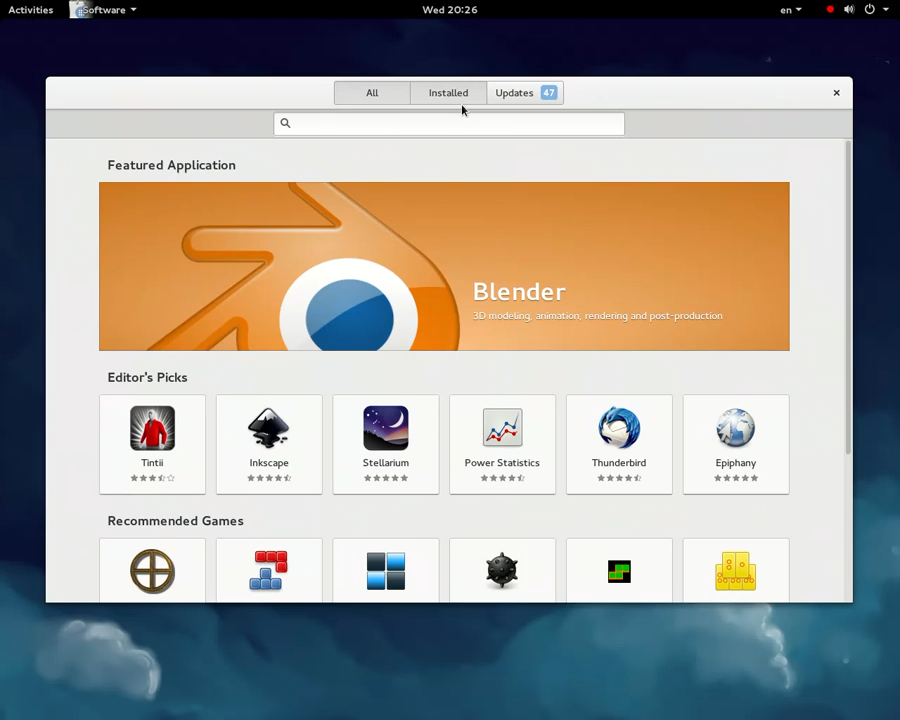 Activities Software Wed 20:26 en
All Installed Updates 47
Featured Application
Blender
3D modeling, animation, rendering and post-production
Editor's Picks
Tintii Inkscape Stellarium Power Statistics Thunderbird Epiphany
Recommended Games